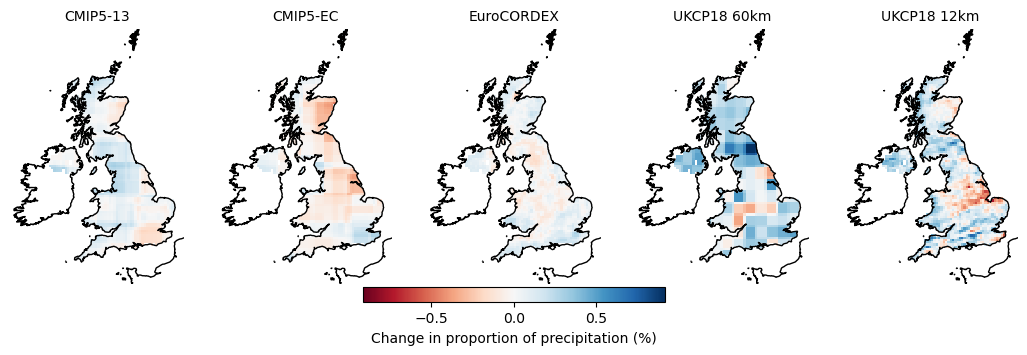 CMIP5-13 CMIP5-EC EuroCORDEX UKCP18 60km UKCP18 12km
−0.5 0.0 0.5
Change in proportion of precipitation (%)